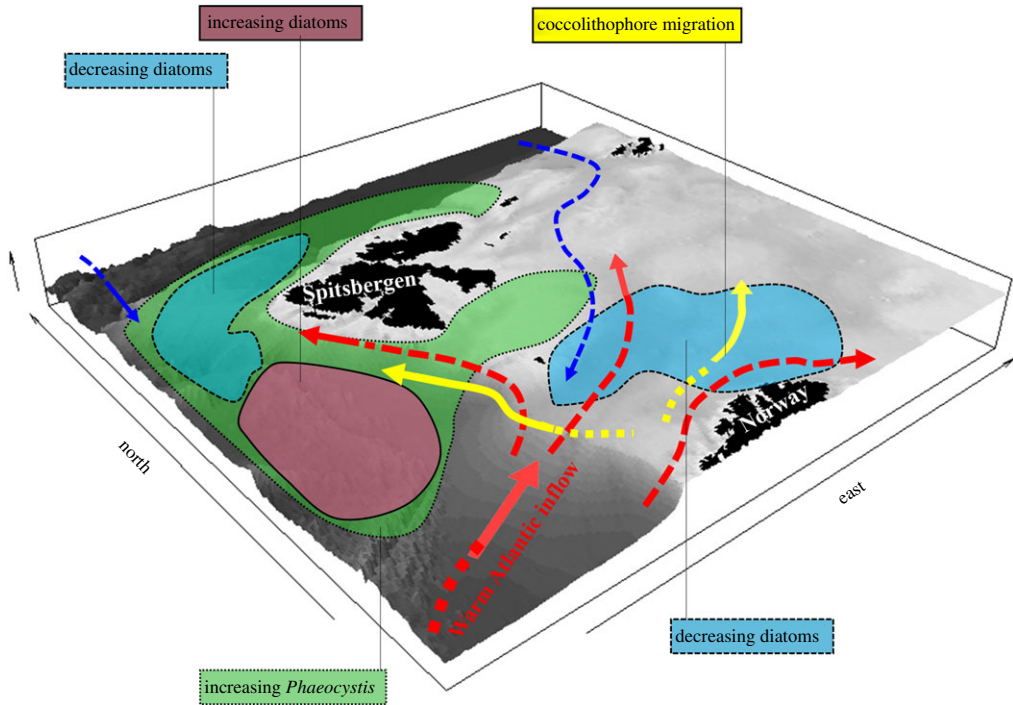 increasing diatoms
coccolithophore migration
decreasing diatoms
Spitsbergen
Norway
north
east
Warm Atlantic inflow
decreasing diatoms
increasing Phaeocystis